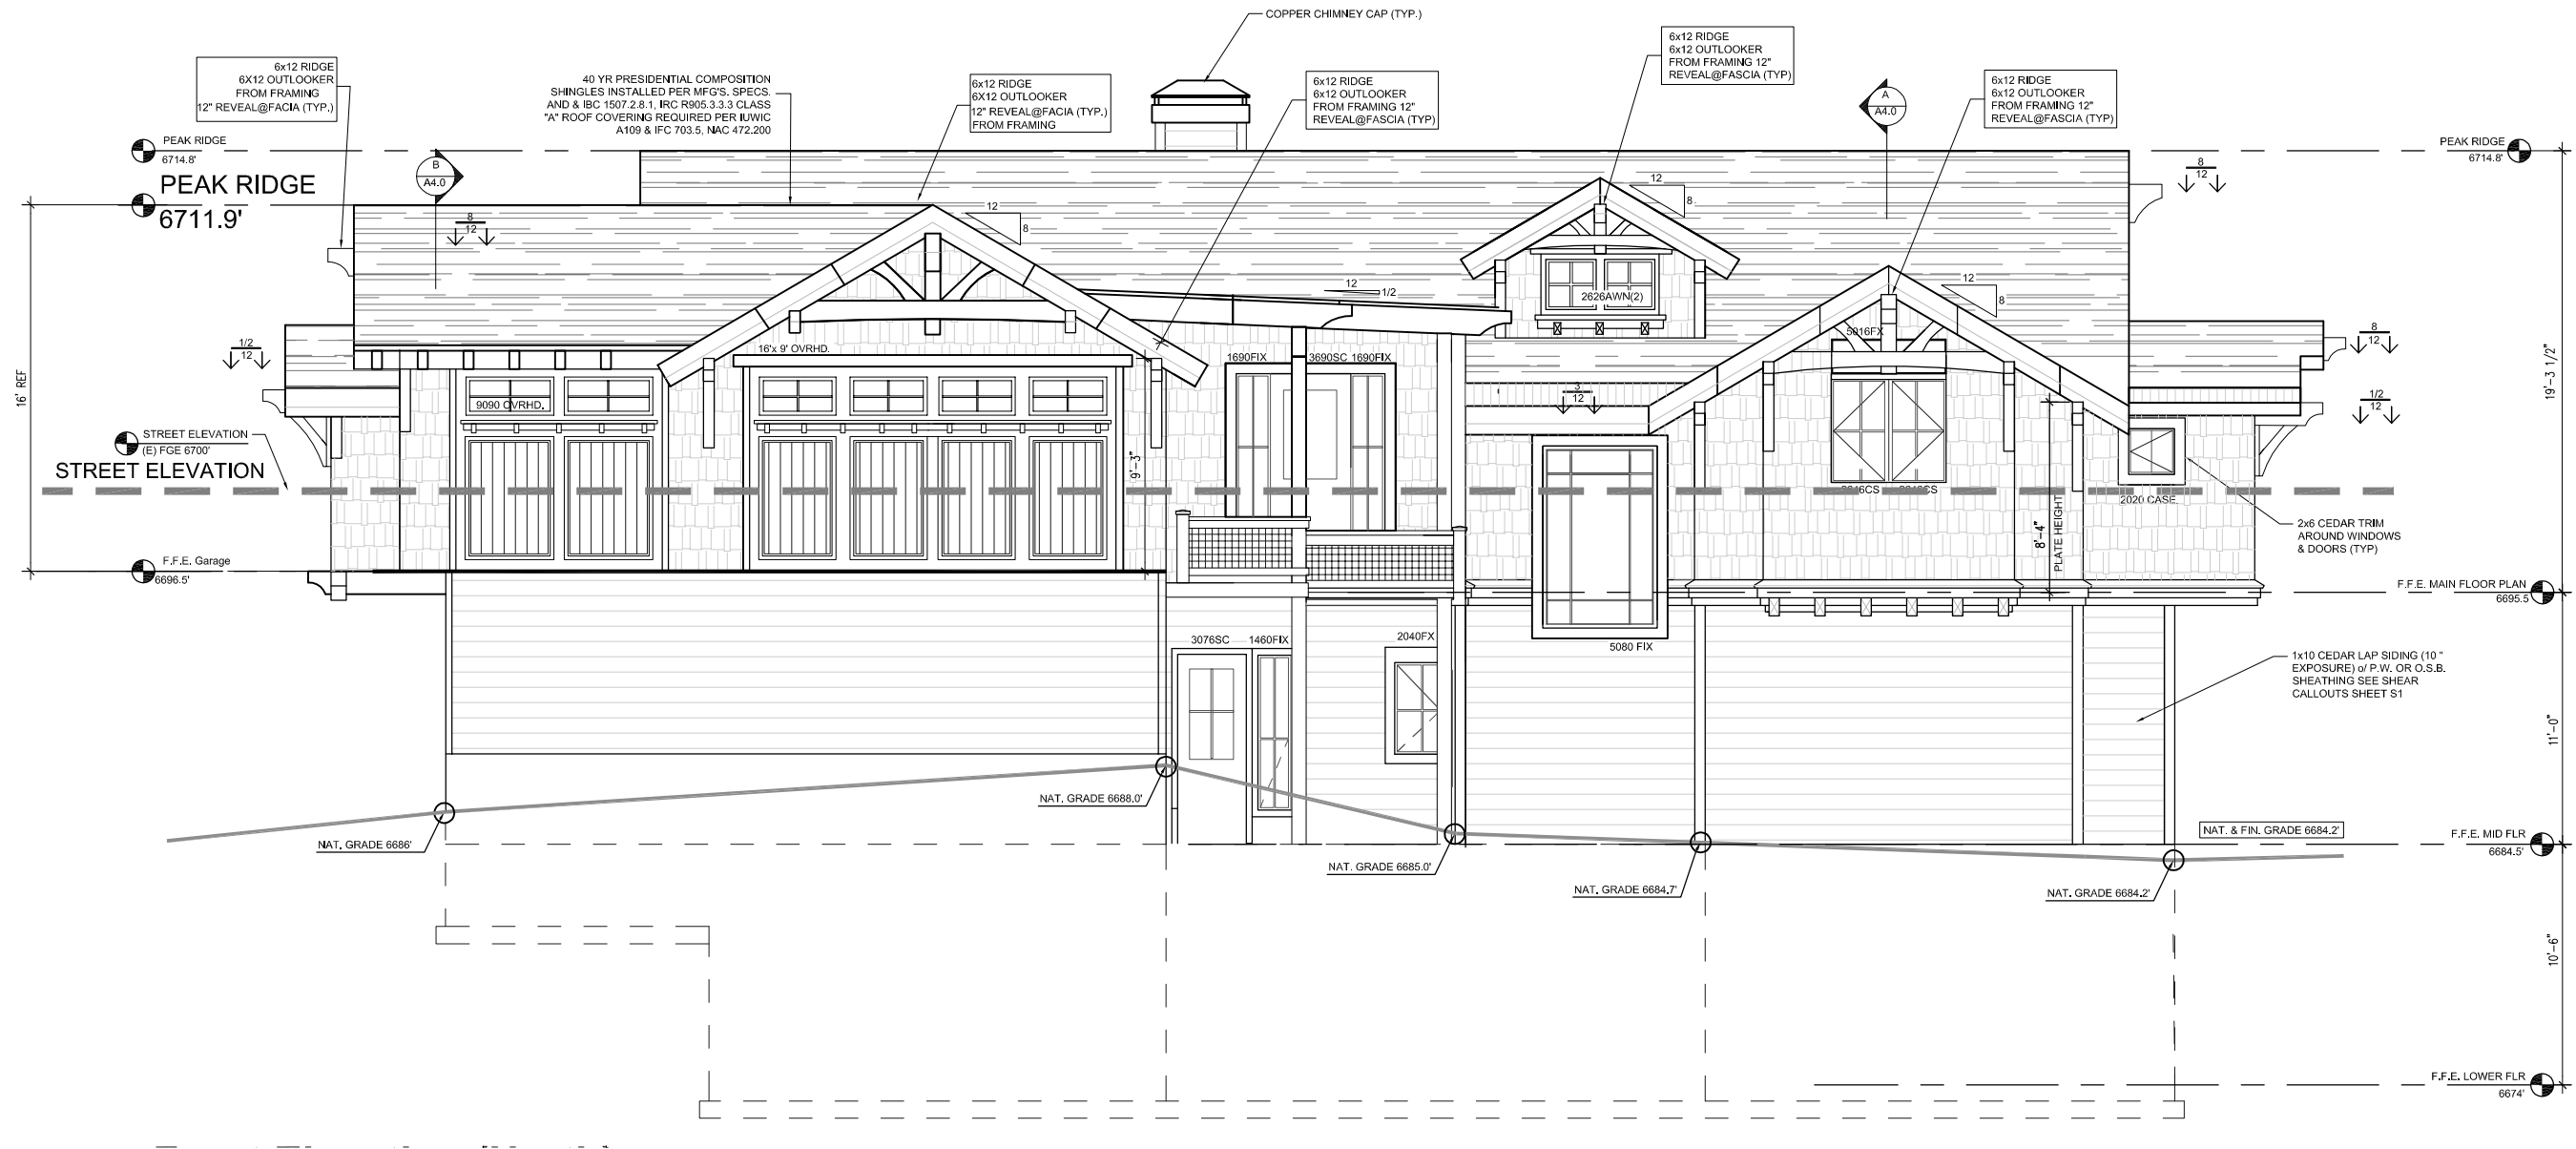 COPPER CHIMNEY CAP (TYP.)
6x12 RIDGE
6X12 OUTLOOKER
FROM FRAMING
12" REVEAL@FACIA (TYP.)
40 YR PRESIDENTIAL COMPOSITION
SHINGLES INSTALLED PER MFG'S. SPECS.
AND & IBC 1507.2.8.1, IRC R905.3.3.3 CLASS
"A" ROOF COVERING REQUIRED PER IUWIC
A109 & IFC 703.5, NAC 472.200
6x12 RIDGE
6X12 OUTLOOKER
12" REVEAL@FACIA (TYP.)
FROM FRAMING
6x12 RIDGE
6x12 OUTLOOKER
FROM FRAMING 12"
REVEAL@FASCIA (TYP)
6x12 RIDGE
6x12 OUTLOOKER
FROM FRAMING 12"
REVEAL@FASCIA (TYP)
6x12 RIDGE
6x12 OUTLOOKER
FROM FRAMING 12"
REVEAL@FASCIA (TYP)
A
A4.0
B
A4.0
PEAK RIDGE
6714.8'
PEAK RIDGE
6711.9'
PEAK RIDGE
6714.8'
8
12
8
12
12
8
12
8
12
8
12
1/2
1/2
12
8
12
1/2
12
3
12
16' REF
19'-3 1/2"
2626AWN(2)
5016FX
16'x 9' OVRHD.
9090 OVRHD.
1690FIX
3690SC 1690FIX
STREET ELEVATION
(E) FGE 6700'
STREET ELEVATION
9'-3"
8'-4"
PLATE HEIGHT
2020 CASE
2x6 CEDAR TRIM
AROUND WINDOWS
& DOORS (TYP)
F.F.E. Garage
6696.5'
F.F.E. MAIN FLOOR PLAN
6695.5
3076SC
1460FIX
2040FX
5080 FIX
1x10 CEDAR LAP SIDING (10 "
EXPOSURE) o/ P.W. OR O.S.B.
SHEATHING SEE SHEAR
CALLOUTS SHEET S1
11'-0"
NAT. GRADE 6686'
NAT. GRADE 6688.0'
NAT. GRADE 6685.0'
NAT. GRADE 6684.7'
NAT. GRADE 6684.2'
NAT. & FIN. GRADE 6684.2'
F.F.E. MID FLR
6684.5'
10'-6"
F.F.E. LOWER FLR
6674'